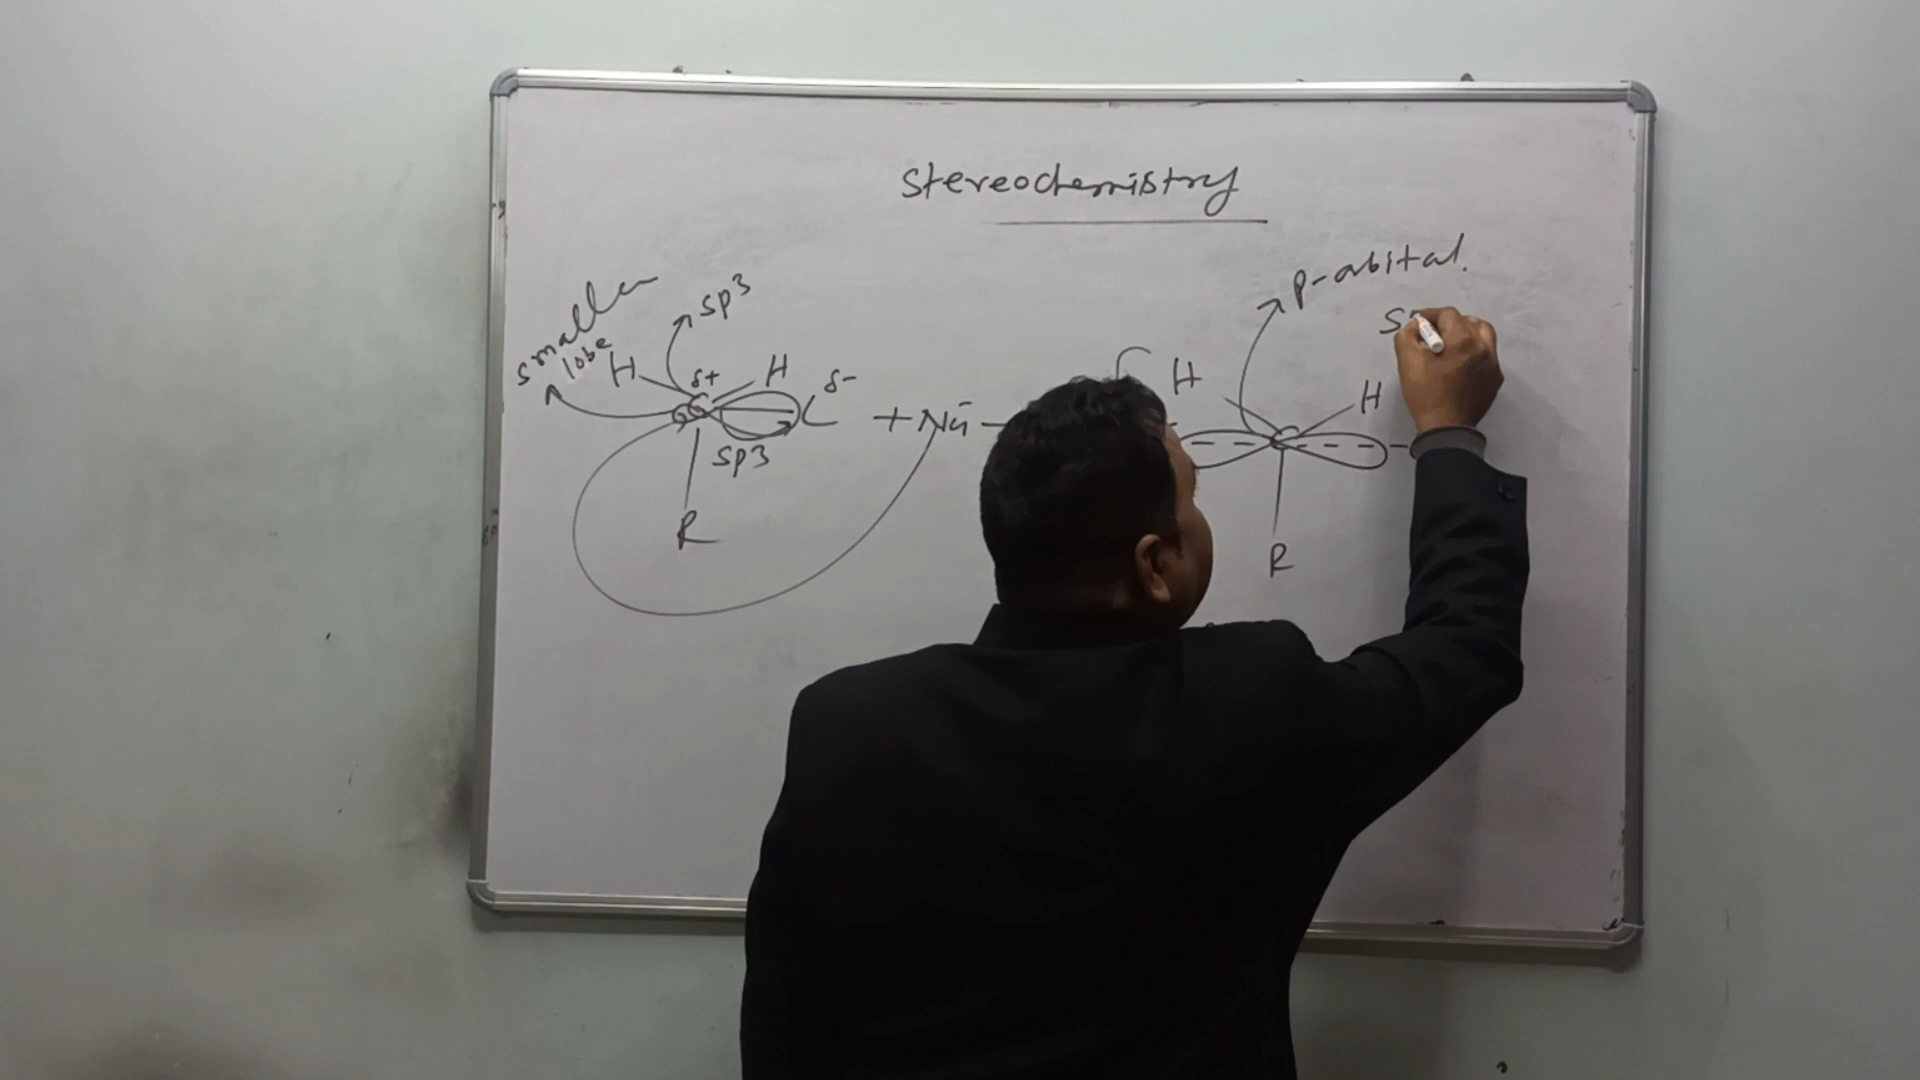 Stereochemistry
P-orbital.
smaller
lobe
sp3
H δ+ H δ-
C L + Nu
sp3
R
H H
C
R